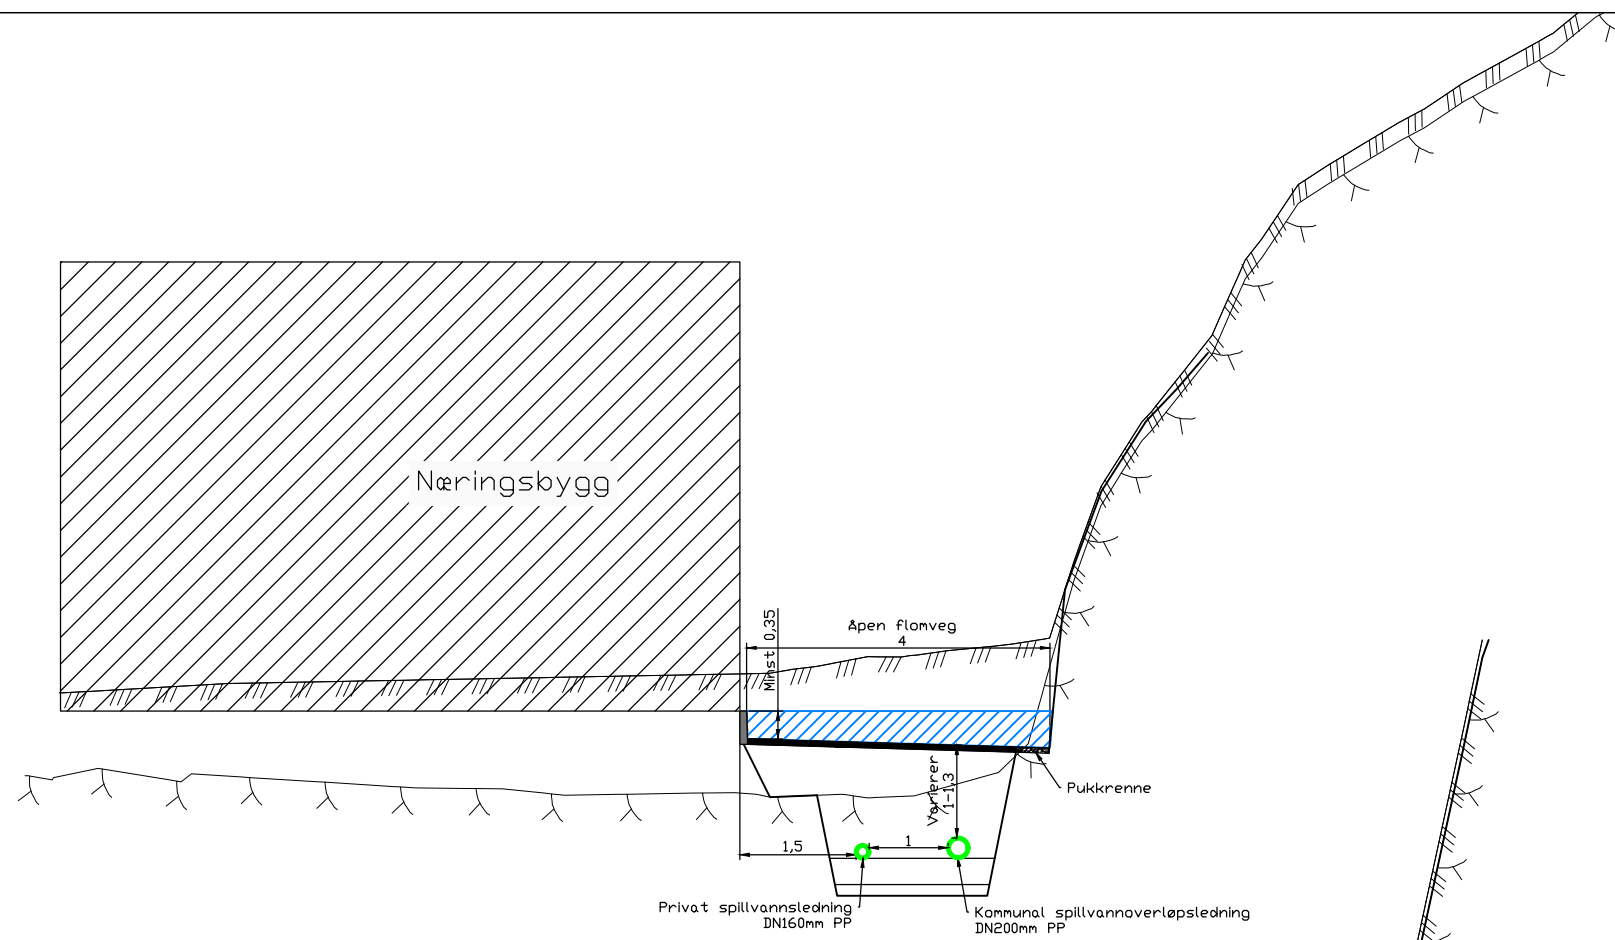 Næringsbygg
Åpen flomveg
4
Minst 0,35
Varierer
1-1,3
Pukkrenne
1,5
1
Privat spillvannsledning
DN160mm PP
Kommunal spillvannoverløpsledning
DN200mm PP